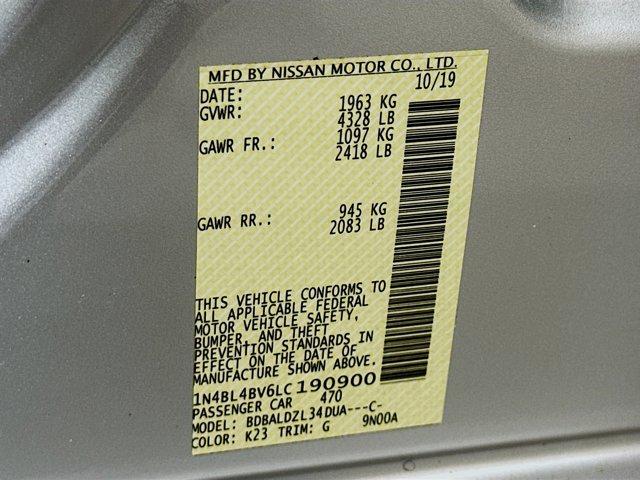 MFD BY NISSAN MOTOR CO., LTD.
DATE: 10/19
GVWR: 1963 KG
4328 LB
GAWR FR.: 1097 KG
2418 LB
GAWR RR.: 945 KG
2083 LB
THIS VEHICLE CONFORMS TO
ALL APPLICABLE FEDERAL
MOTOR VEHICLE SAFETY,
BUMPER, AND THEFT
PREVENTION STANDARDS IN
EFFECT ON THE DATE OF
MANUFACTURE SHOWN ABOVE.
1N4BL4BV6LC190900
PASSENGER CAR 470
MODEL: BDBALDZL34DUA---C-
COLOR: K23 TRIM: G 9N00A